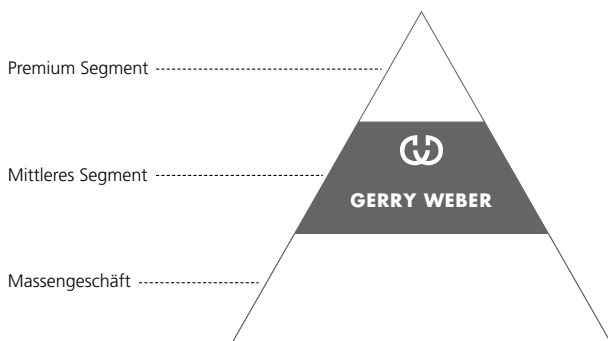 Premium Segment
Mittleres Segment
GERRY WEBER
Massengeschäft